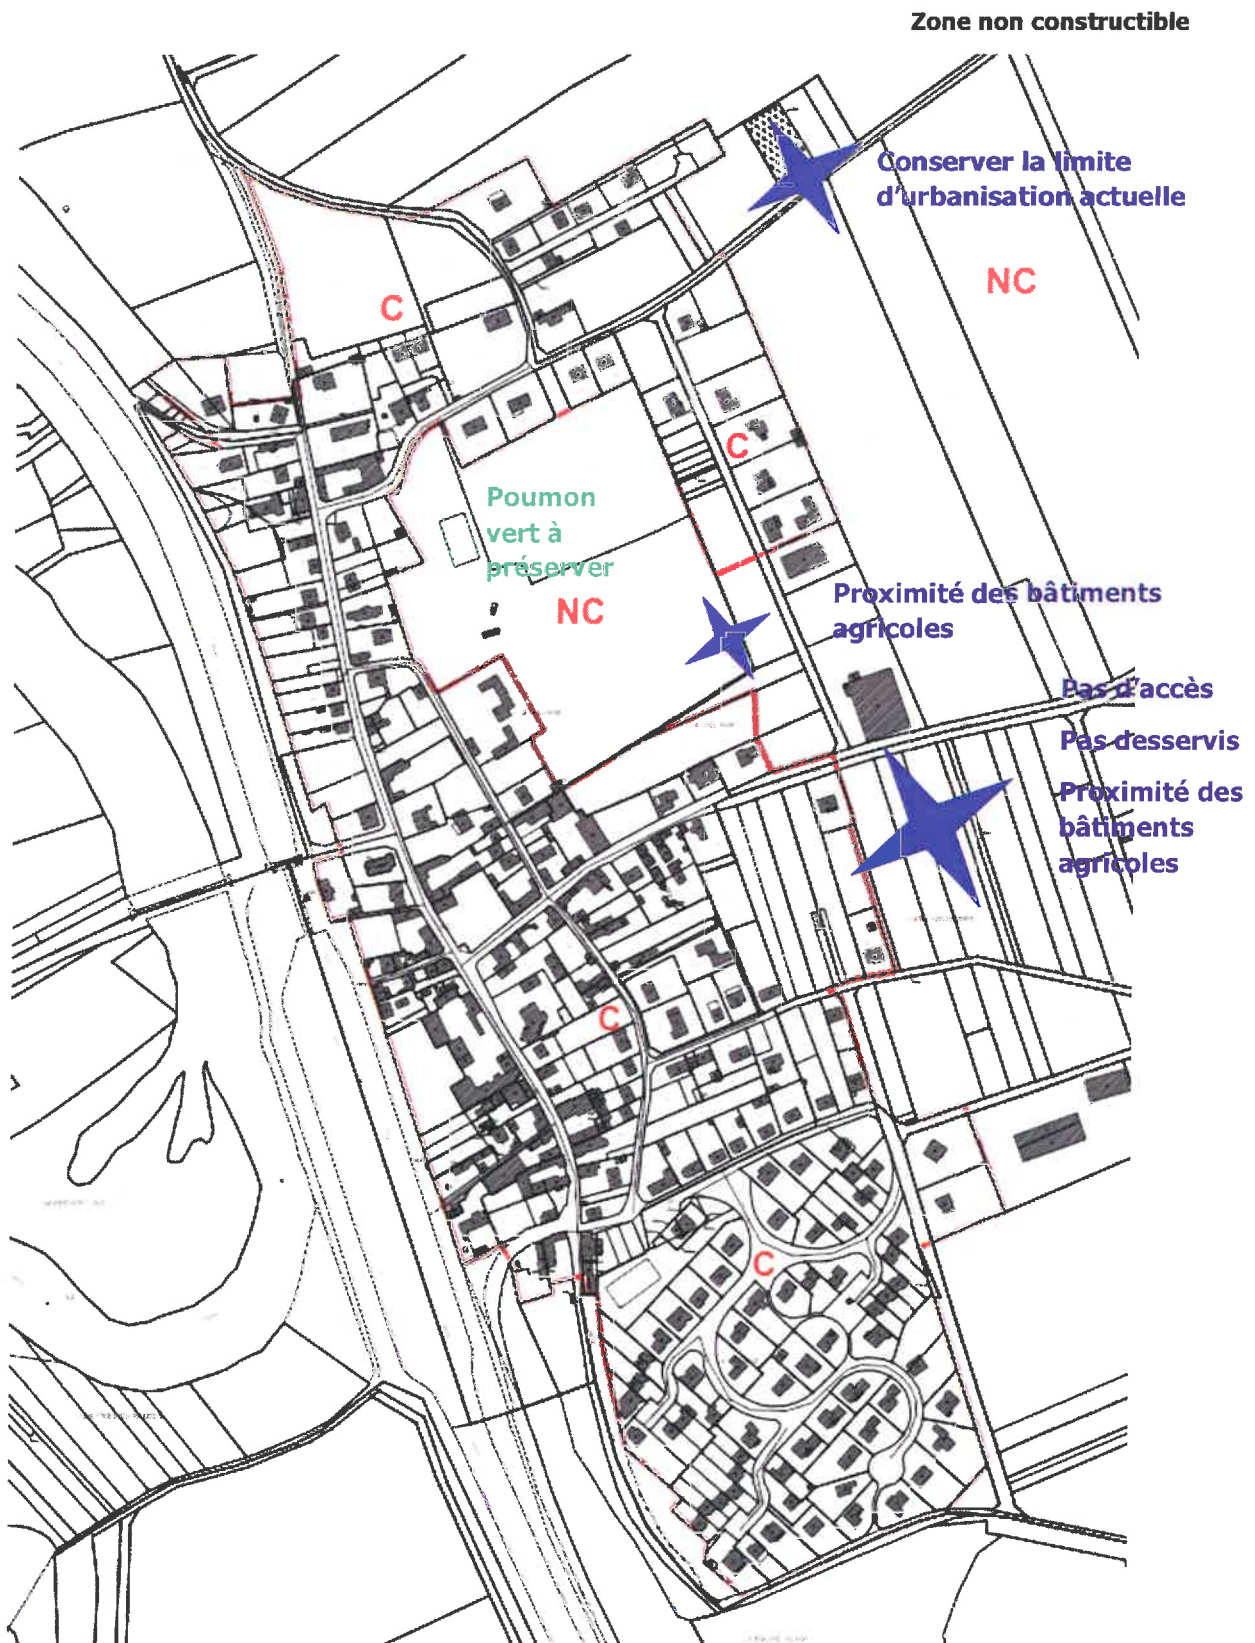 Zone non constructible
Conserver la limite
d'urbanisation actuelle
NC
C
C
Poumon
vert à
préserver
NC
Proximité des bâtiments
agricoles
Pas d'accès
Pas desservis
Proximité des
bâtiments
agricoles
C
C